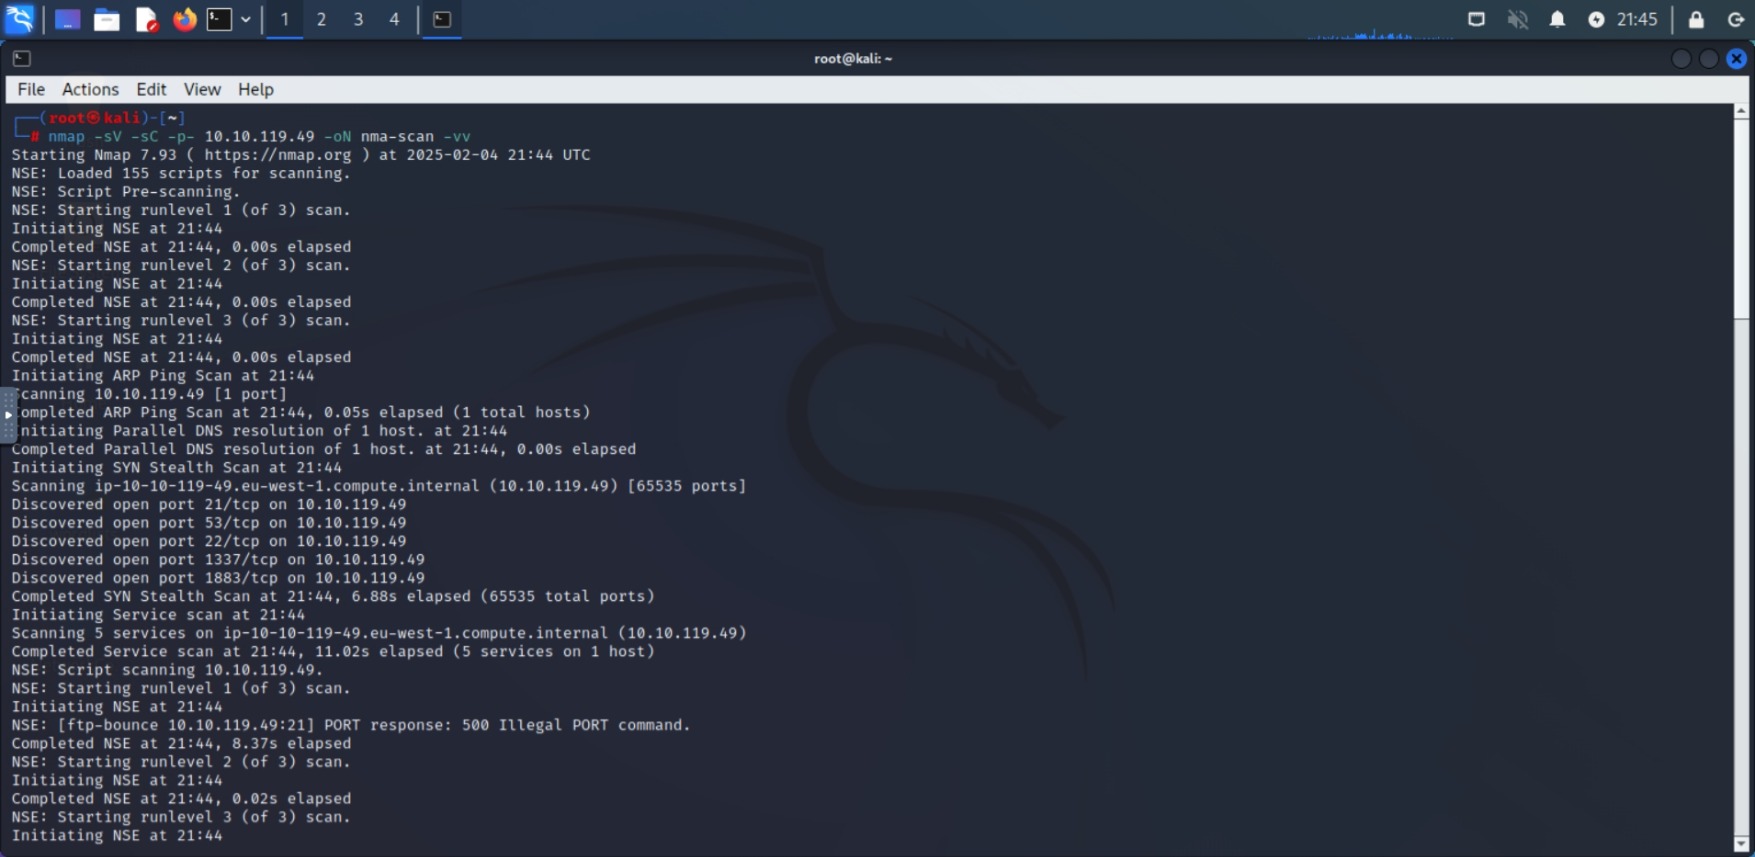 1 2 3 4 21:45
root@kali: ~
File Actions Edit View Help
┌──(root㉿kali)-[~]
└─# nmap -sV -sC -p- 10.10.119.49 -oN nma-scan -vv
Starting Nmap 7.93 ( https://nmap.org ) at 2025-02-04 21:44 UTC
NSE: Loaded 155 scripts for scanning.
NSE: Script Pre-scanning.
NSE: Starting runlevel 1 (of 3) scan.
Initiating NSE at 21:44
Completed NSE at 21:44, 0.00s elapsed
NSE: Starting runlevel 2 (of 3) scan.
Initiating NSE at 21:44
Completed NSE at 21:44, 0.00s elapsed
NSE: Starting runlevel 3 (of 3) scan.
Initiating NSE at 21:44
Completed NSE at 21:44, 0.00s elapsed
Initiating ARP Ping Scan at 21:44
canning 10.10.119.49 [1 port]
ompleted ARP Ping Scan at 21:44, 0.05s elapsed (1 total hosts)
nitiating Parallel DNS resolution of 1 host. at 21:44
Completed Parallel DNS resolution of 1 host. at 21:44, 0.00s elapsed
Initiating SYN Stealth Scan at 21:44
Scanning ip-10-10-119-49.eu-west-1.compute.internal (10.10.119.49) [65535 ports]
Discovered open port 21/tcp on 10.10.119.49
Discovered open port 53/tcp on 10.10.119.49
Discovered open port 22/tcp on 10.10.119.49
Discovered open port 1337/tcp on 10.10.119.49
Discovered open port 1883/tcp on 10.10.119.49
Completed SYN Stealth Scan at 21:44, 6.88s elapsed (65535 total ports)
Initiating Service scan at 21:44
Scanning 5 services on ip-10-10-119-49.eu-west-1.compute.internal (10.10.119.49)
Completed Service scan at 21:44, 11.02s elapsed (5 services on 1 host)
NSE: Script scanning 10.10.119.49.
NSE: Starting runlevel 1 (of 3) scan.
Initiating NSE at 21:44
NSE: [ftp-bounce 10.10.119.49:21] PORT response: 500 Illegal PORT command.
Completed NSE at 21:44, 8.37s elapsed
NSE: Starting runlevel 2 (of 3) scan.
Initiating NSE at 21:44
Completed NSE at 21:44, 0.02s elapsed
NSE: Starting runlevel 3 (of 3) scan.
Initiating NSE at 21:44